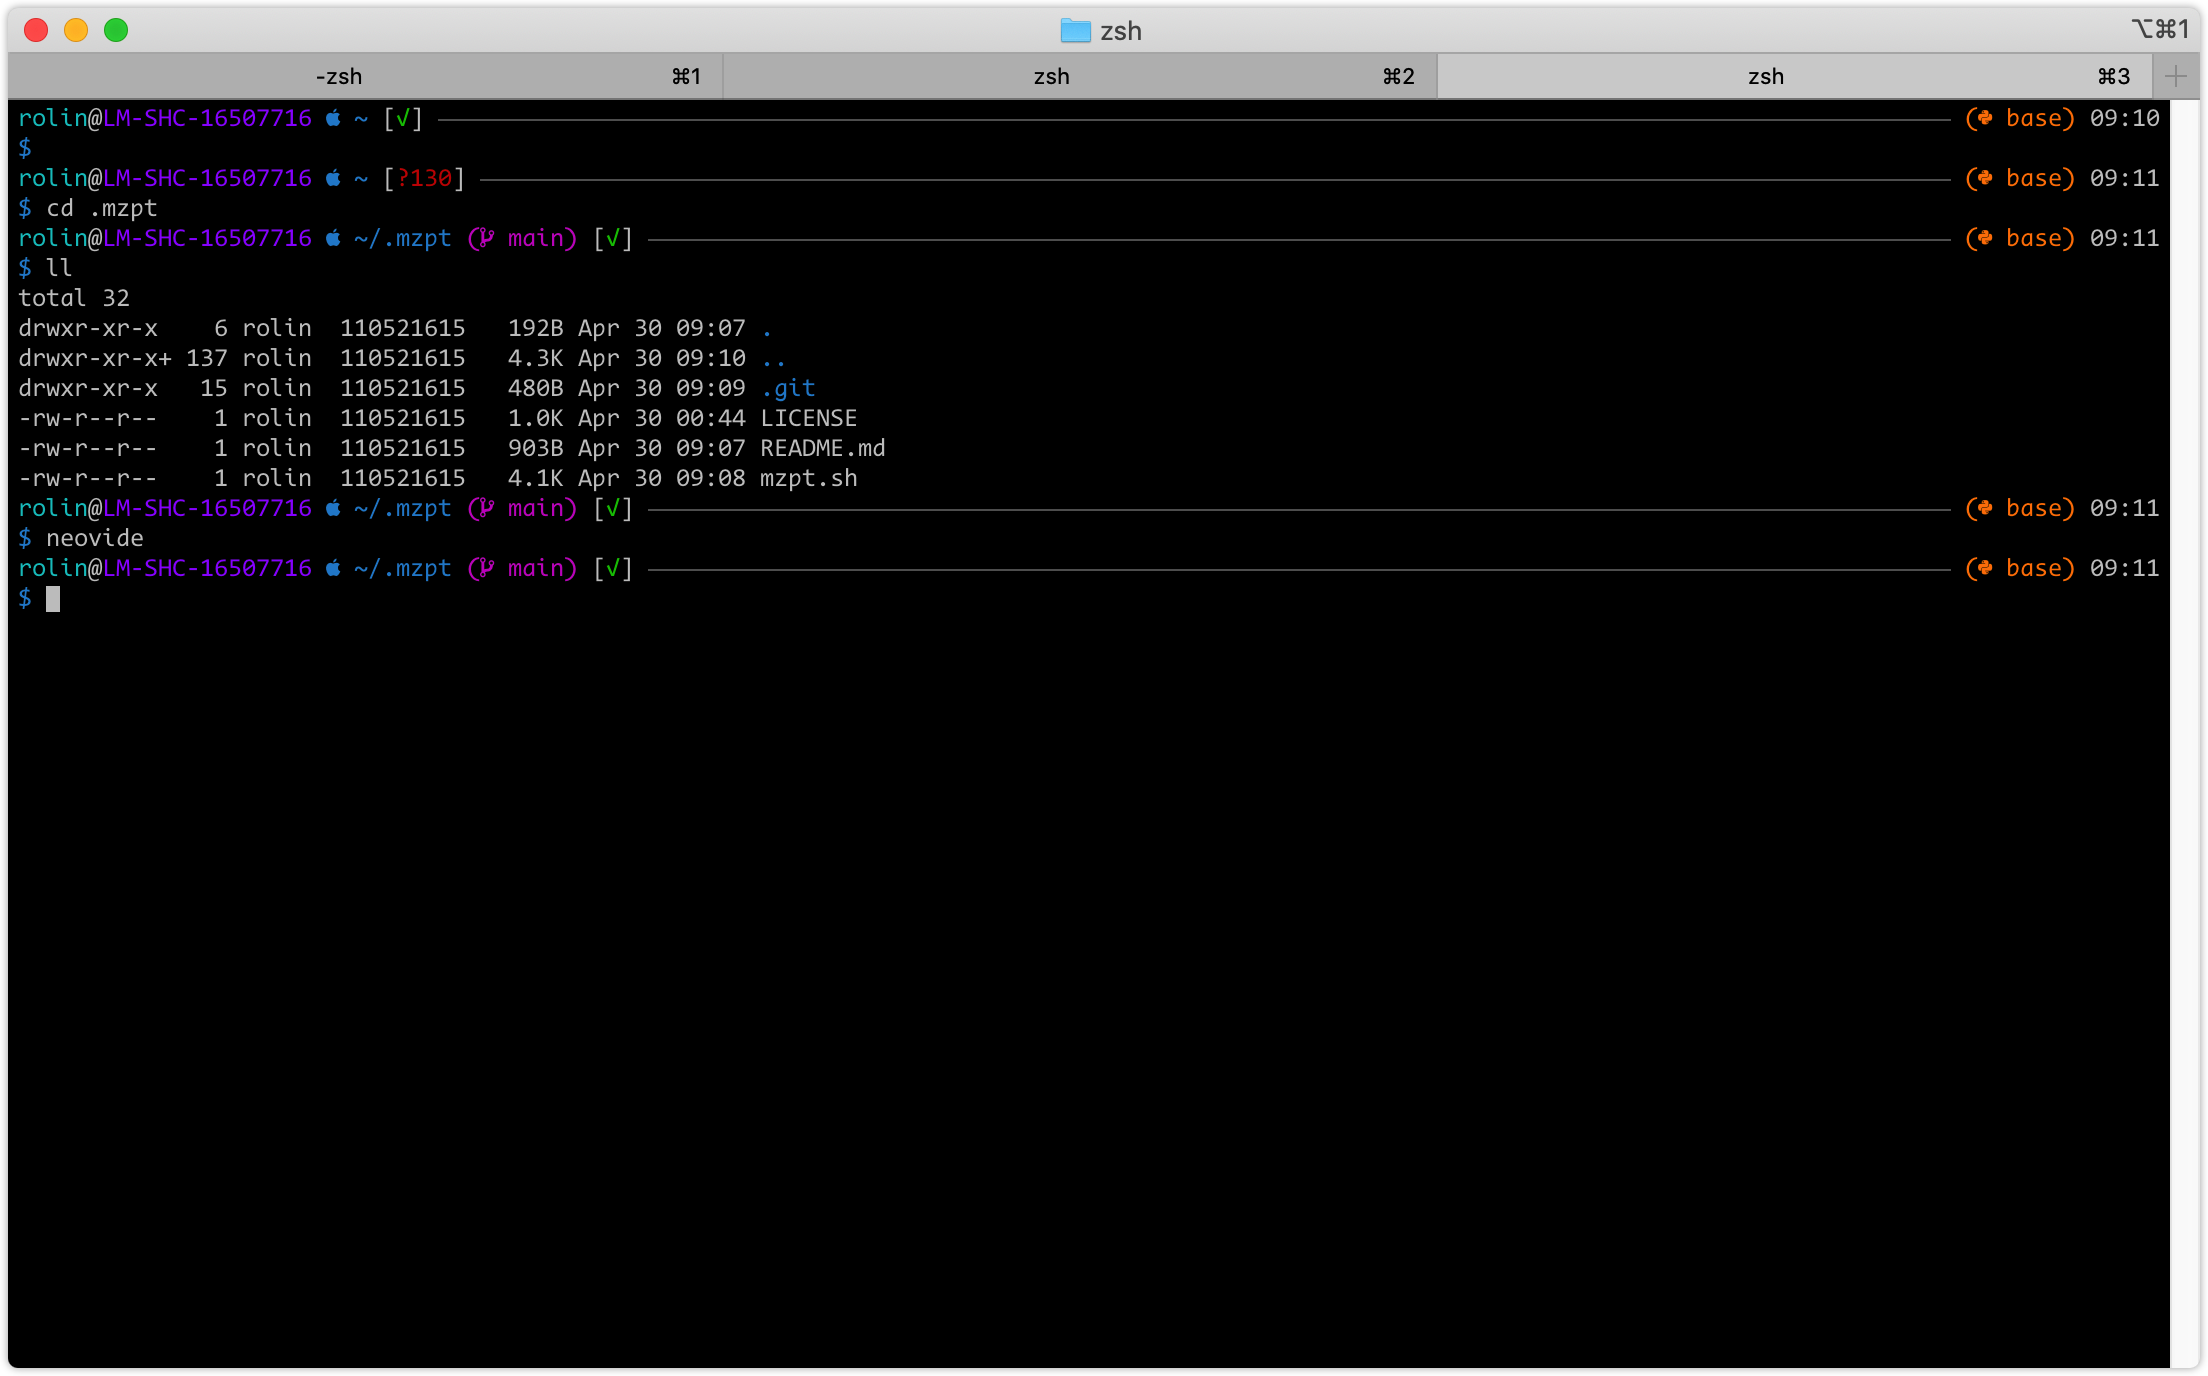 zsh ⌥⌘1
-zsh ⌘1 zsh ⌘2 zsh ⌘3
rolin@LM-SHC-16507716 ~ [√] ( base) 09:10
$
rolin@LM-SHC-16507716 ~ [?130] ( base) 09:11
$ cd .mzpt
rolin@LM-SHC-16507716 ~/.mzpt ( main) [√] ( base) 09:11
$ ll
total 32
drwxr-xr-x    6 rolin  110521615   192B Apr 30 09:07 .
drwxr-xr-x+ 137 rolin  110521615   4.3K Apr 30 09:10 ..
drwxr-xr-x   15 rolin  110521615   480B Apr 30 09:09 .git
-rw-r--r--    1 rolin  110521615   1.0K Apr 30 00:44 LICENSE
-rw-r--r--    1 rolin  110521615   903B Apr 30 09:07 README.md
-rw-r--r--    1 rolin  110521615   4.1K Apr 30 09:08 mzpt.sh
rolin@LM-SHC-16507716 ~/.mzpt ( main) [√] ( base) 09:11
$ neovide
rolin@LM-SHC-16507716 ~/.mzpt ( main) [√] ( base) 09:11
$